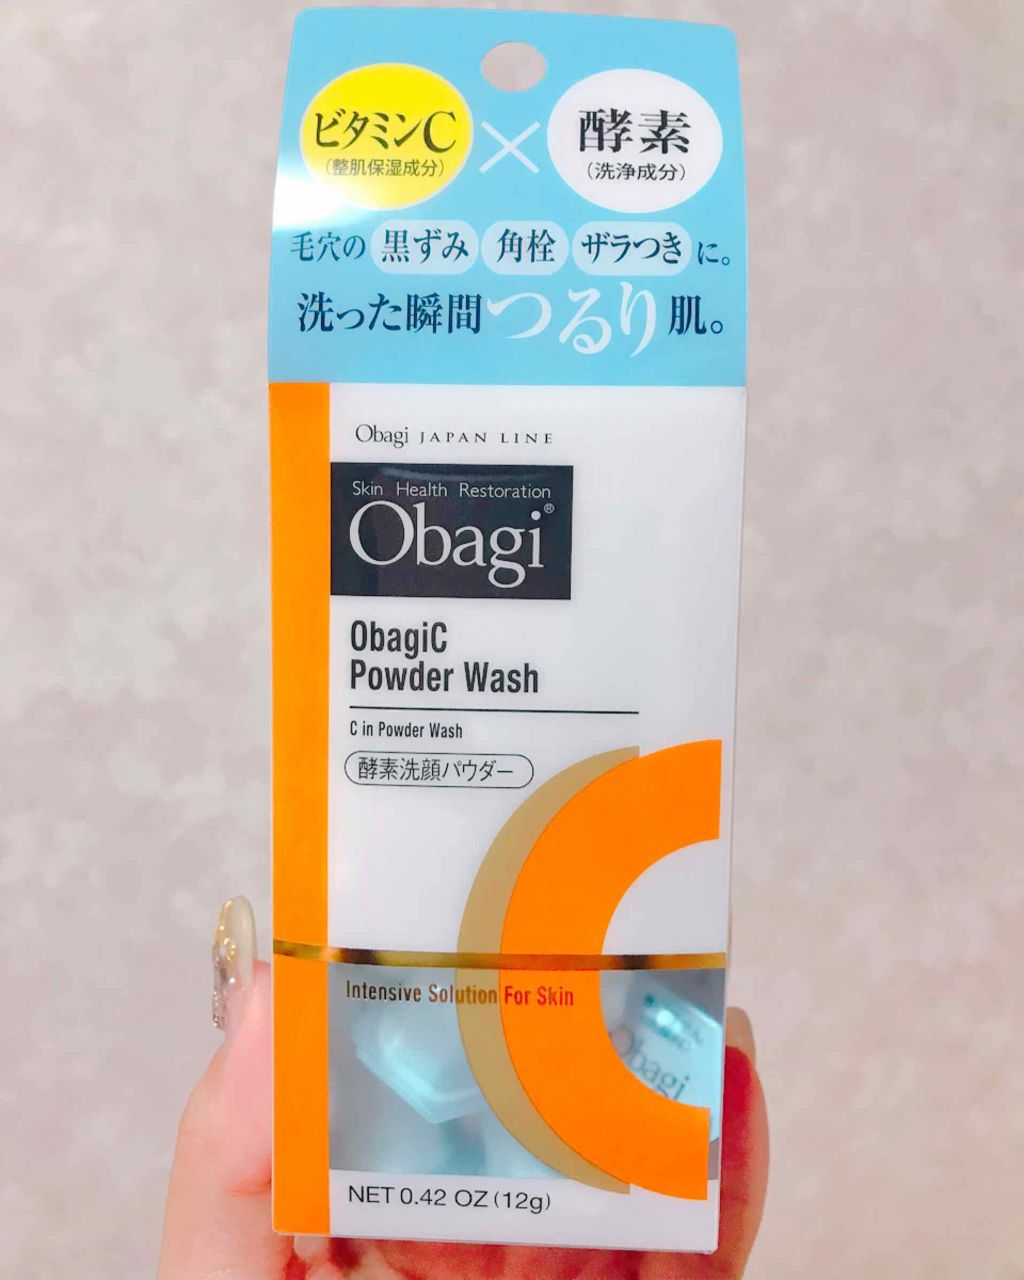 ビタミンC
(整肌保湿成分)
×
酵素
(洗浄成分)
毛穴の 黒ずみ 角栓 ザラつき に。
洗った瞬間つるり肌。
Obagi JAPAN LINE
Skin Health Restoration
Obagi®
ObagiC
Powder Wash
C in Powder Wash
酵素洗顔パウダー
Intensive Solution For Skin
Obagi
NET 0.42 OZ (12g)